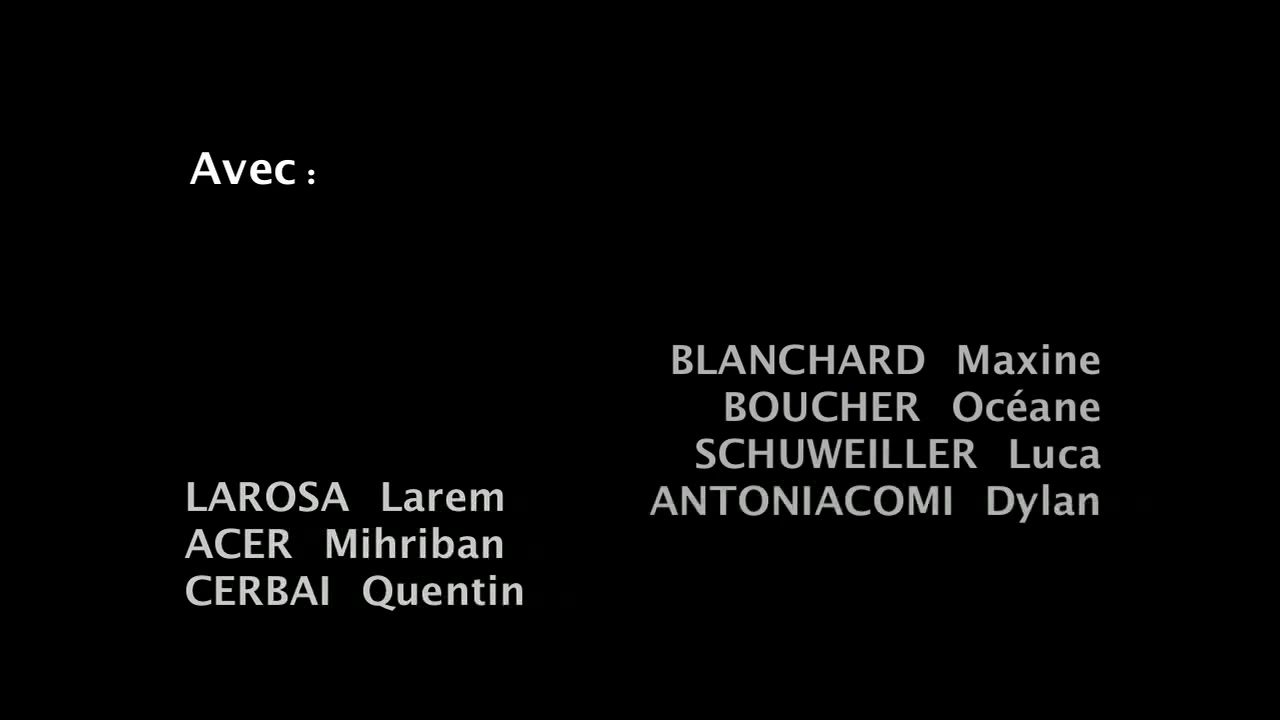 Avec :
BLANCHARD Maxine
BOUCHER Océane
SCHUWEILLER Luca
ANTONIACOMI Dylan
LAROSA Larem
ACER Mihriban
CERBAI Quentin